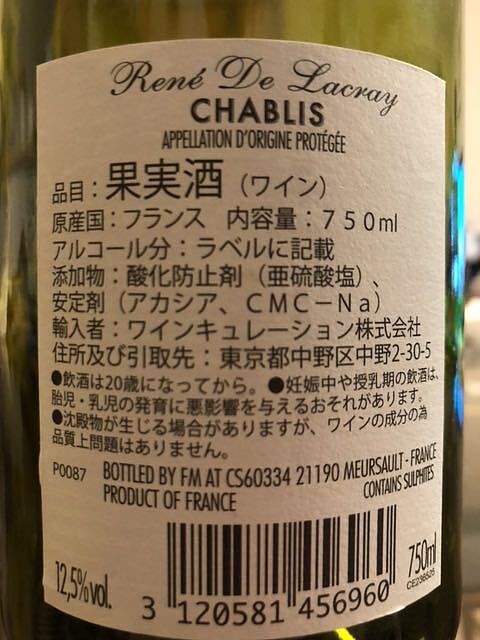 René De Lacray
CHABLIS
APPELLATION D'ORIGINE PROTÉGÉE
品目：果実酒（ワイン）
原産国：フランス　内容量：７５０ml
アルコール分：ラベルに記載
添加物：酸化防止剤（亜硫酸塩）、
安定剤（アカシア、ＣＭＣ－Ｎａ）
輸入者：ワインキュレーション株式会社
住所及び引取先：東京都中野区中野2-30-5
●飲酒は20歳になってから。●妊娠中や授乳期の飲酒は、
胎児・乳児の発育に悪影響を与えるおそれがあります。
●沈殿物が生じる場合がありますが、ワインの成分の為
品質上問題はありません。
P0087 BOTTLED BY FM AT CS60334 21190 MEURSAULT - FRANCE
PRODUCT OF FRANCE CONTAINS SULPHITES
12,5% vol.
750ml
CE236505
3 120581 456960